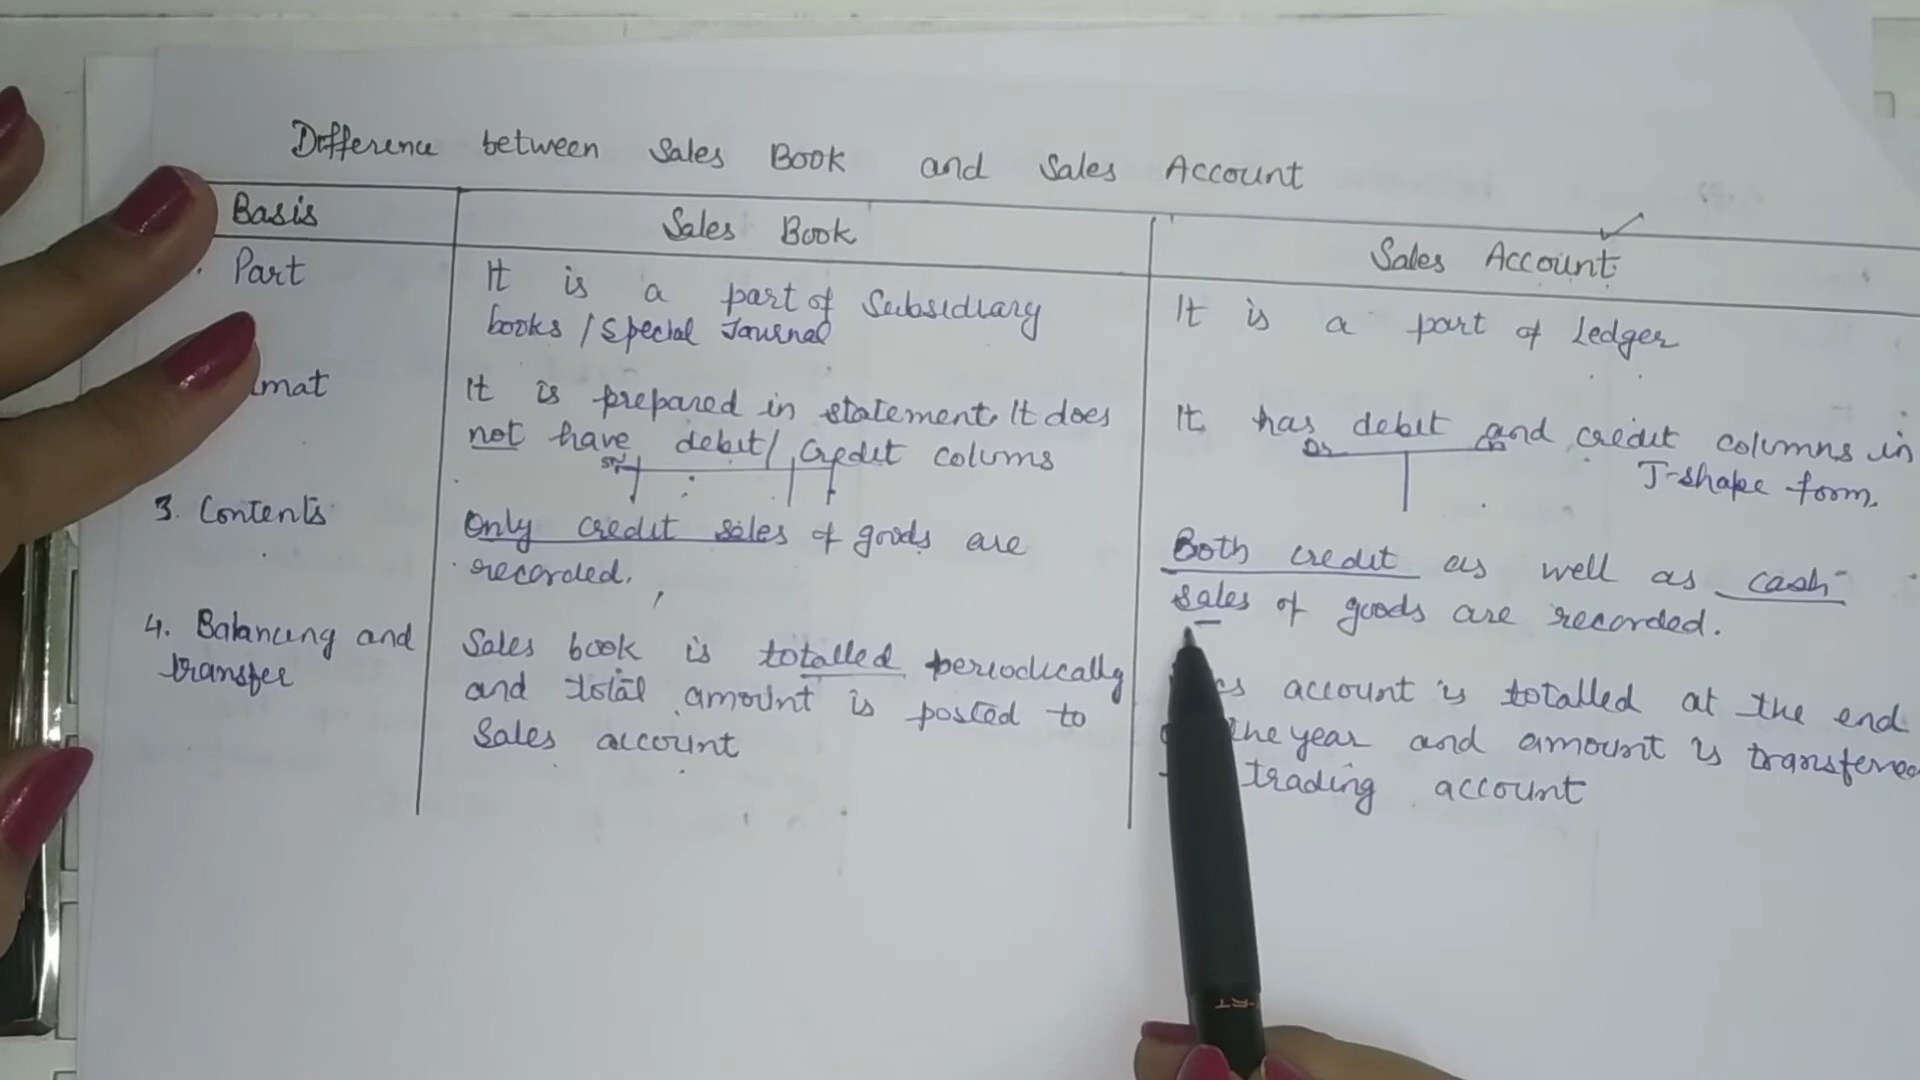 Difference between Sales Book and Sales Account
Basis
Sales Book
Sales Account
Part
It is a part of Subsidiary
books / Special Journal
It is a part of Ledger
mat
It is prepared in statement. It does
not have debit / Credit colums
It has debit and credit columns in
T-shape form.
Dr
Cr
3. Contents
Only credit sales of goods are
recorded.
Both credit as well as cash
sales of goods are recorded.
4. Balancing and
transfer
Sales book is totalled periodically
and total amount is posted to
Sales account
es account is totalled at the end
the year and amount is transferred
trading account